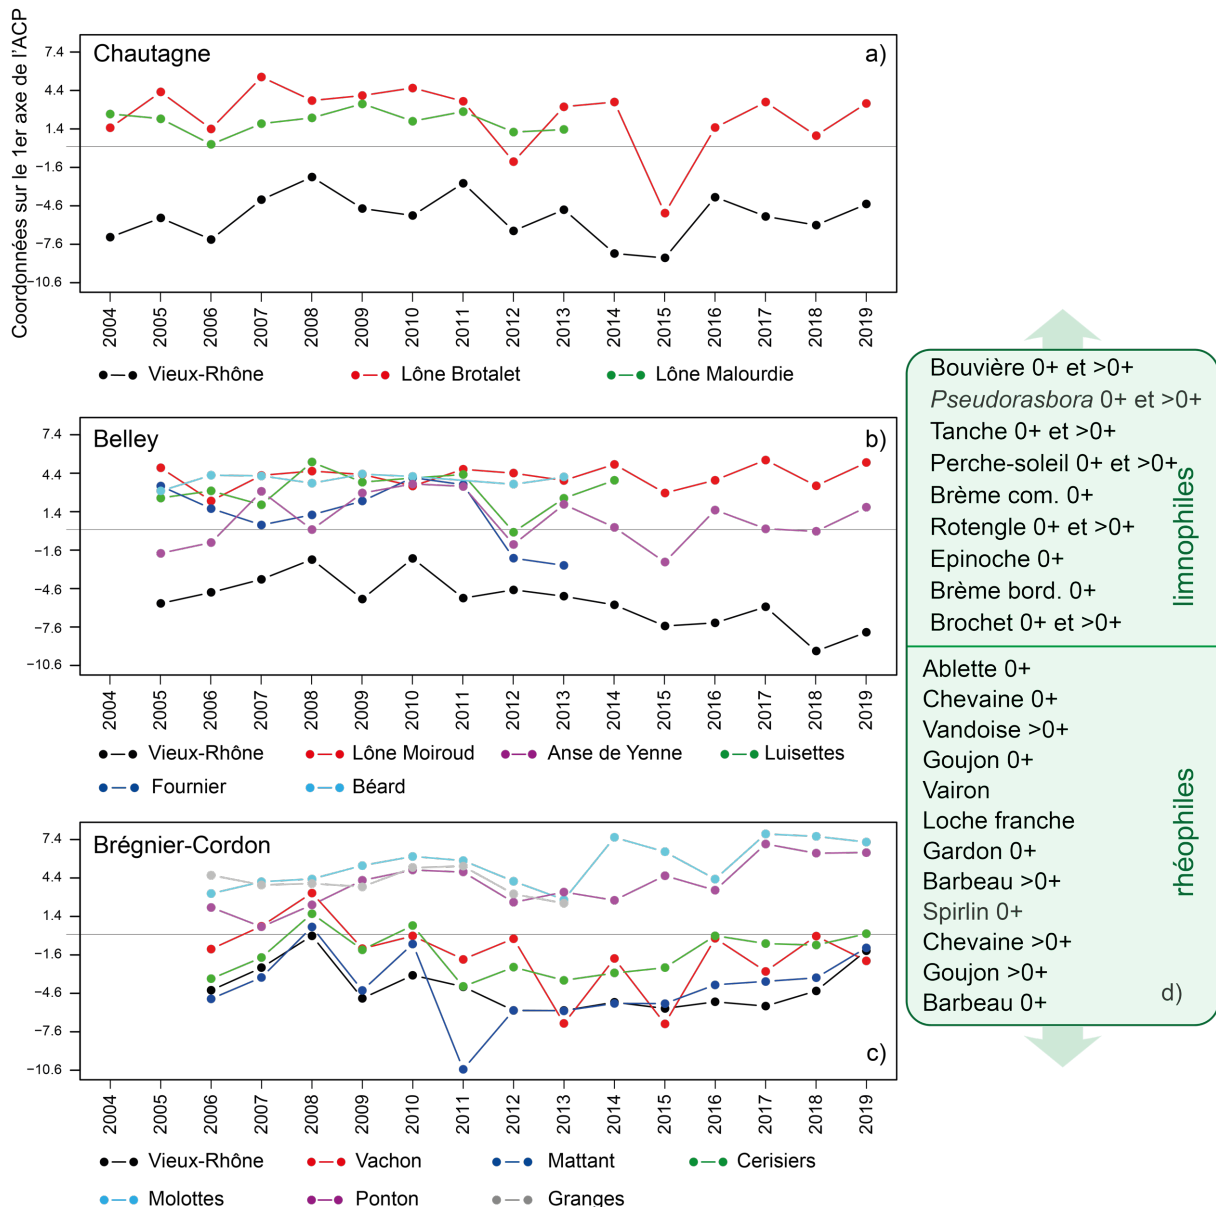 Coordonnées sur le 1er axe de l'ACP
Chautagne
a)
7.4
4.4
1.4
−1.6
−4.6
−7.6
−10.6
2004 2005 2006 2007 2008 2009 2010 2011 2012 2013 2014 2015 2016 2017 2018 2019
Vieux-Rhône Lône Brotalet Lône Malourdie
Belley
b)
7.4
4.4
1.4
−1.6
−4.6
−7.6
−10.6
2004 2005 2006 2007 2008 2009 2010 2011 2012 2013 2014 2015 2016 2017 2018 2019
Vieux-Rhône Lône Moiroud Anse de Yenne Luisettes
Fournier Béard
Brégnier-Cordon
c)
7.4
4.4
1.4
−1.6
−4.6
−7.6
−10.6
2004 2005 2006 2007 2008 2009 2010 2011 2012 2013 2014 2015 2016 2017 2018 2019
Vieux-Rhône Vachon Mattant Cerisiers
Molottes Ponton Granges
Bouvière 0+ et >0+
Pseudorasbora 0+ et >0+
Tanche 0+ et >0+
Perche-soleil 0+ et >0+
Brème com. 0+
Rotengle 0+ et >0+
Epinoche 0+
Brème bord. 0+
Brochet 0+ et >0+
limnophiles
Ablette 0+
Chevaine 0+
Vandoise >0+
Goujon 0+
Vairon
Loche franche
Gardon 0+
Barbeau >0+
Spirlin 0+
Chevaine >0+
Goujon >0+
Barbeau 0+
rhéophiles
d)